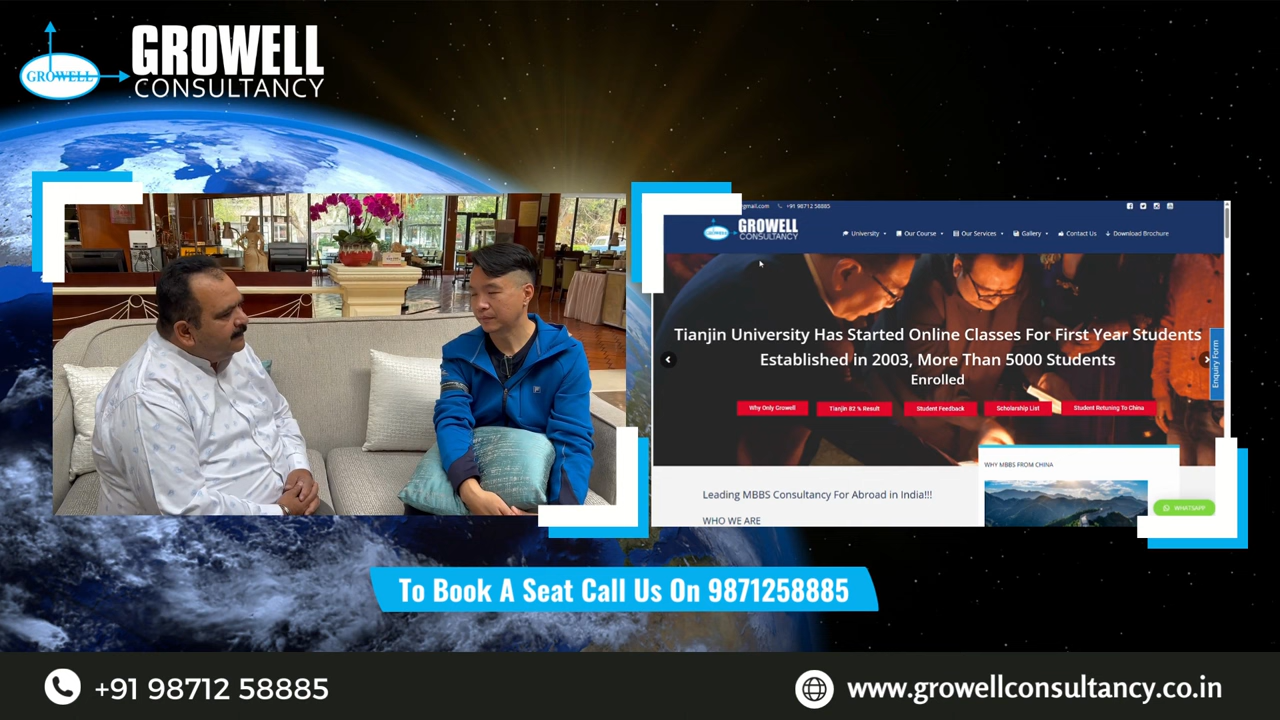 GROWELL
GROWELL
CONSULTANCY
gmail.com
+91 98712 58885
GROWELL
CONSULTANCY
University
Our Course
Our Services
Gallery
Contact Us
Download Brochure
Tianjin University Has Started Online Classes For First Year Students
Established in 2003, More Than 5000 Students
Enrolled
Enquiry Form
Why Only Growell
Tianjin 82 % Result
Student Feedback
Scholarship List
Student Retuning To China
WHY MBBS FROM CHINA
Leading MBBS Consultancy For Abroad in India!!!
WHO WE ARE
WHATSAPP
To Book A Seat Call Us On 9871258885
+91 98712 58885
www.growellconsultancy.co.in